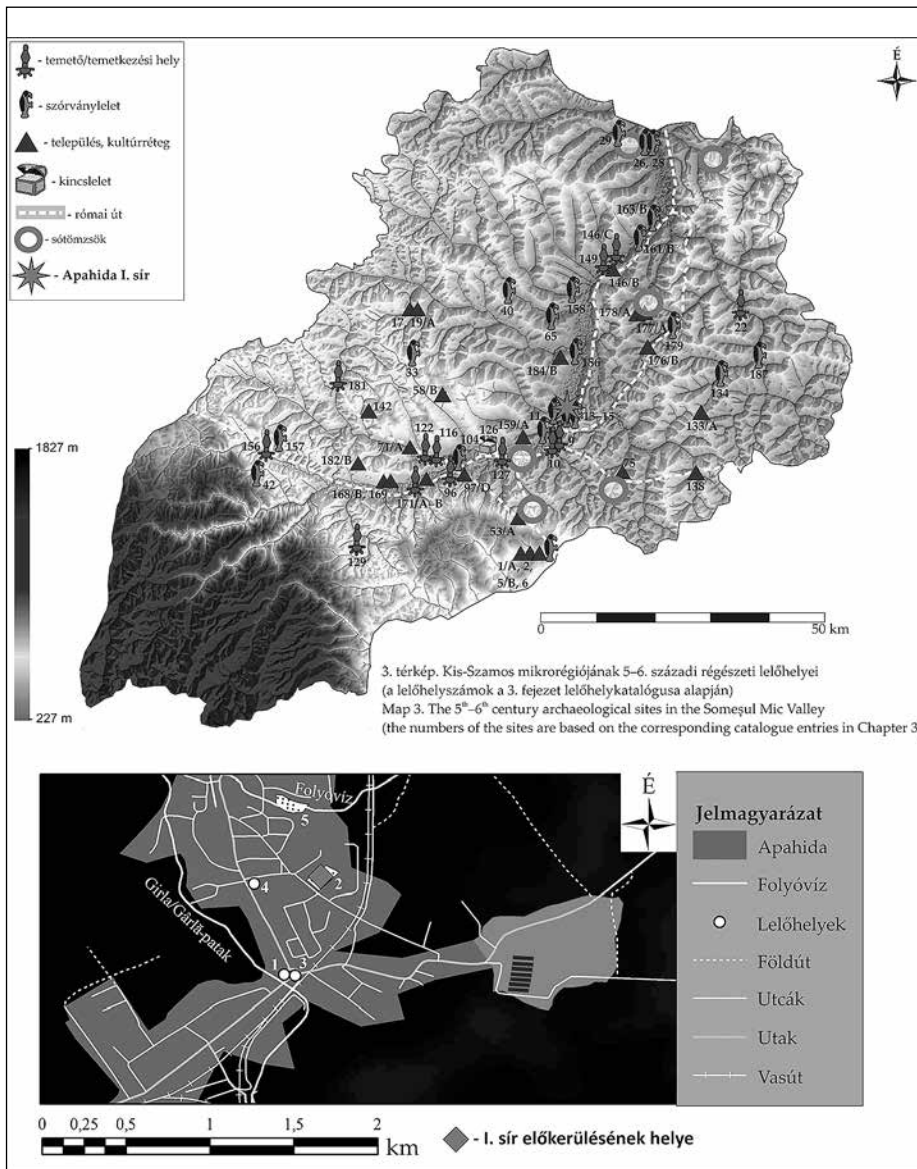 - temető/temetkezési hely
- szórványlelet
- település, kultúrréteg
- kincslelet
- római út
- sótömzsök
- Apahida I. sír
É
29
26, 28
163/B
146/C
161/B
149
146/B
40
158
178/A
22
17
19/A
65
177/A
179
33
184/B
186
176/B
187
134
181
58/B
142
11
13–15
133/A
159/A
126
122
116
104
9
156
157
71/A
10
127
42
182/B
96
97/D
138
168/B, 169
171/A–B
53/A
129
1/A, 2,
5/B, 6
1827 m
227 m
0
50 km
3. térkép. Kis-Szamos mikrorégiójának 5–6. századi régészeti lelőhelyei
(a lelőhelyszámok a 3. fejezet lelőhelykatalógusa alapján)
Map 3. The 5th–6th century archaeological sites in the Someșul Mic Valley
(the numbers of the sites are based on the corresponding catalogue entries in Chapter 3
Folyóvíz
5
É
2
4
Girla/Gârlă-patak
1
3
Jelmagyarázat
Apahida
Folyóvíz
Lelőhelyek
Földút
Utcák
Utak
Vasút
0 0,25 0,5 1 1,5 2
km
- I. sír előkerülésének helye